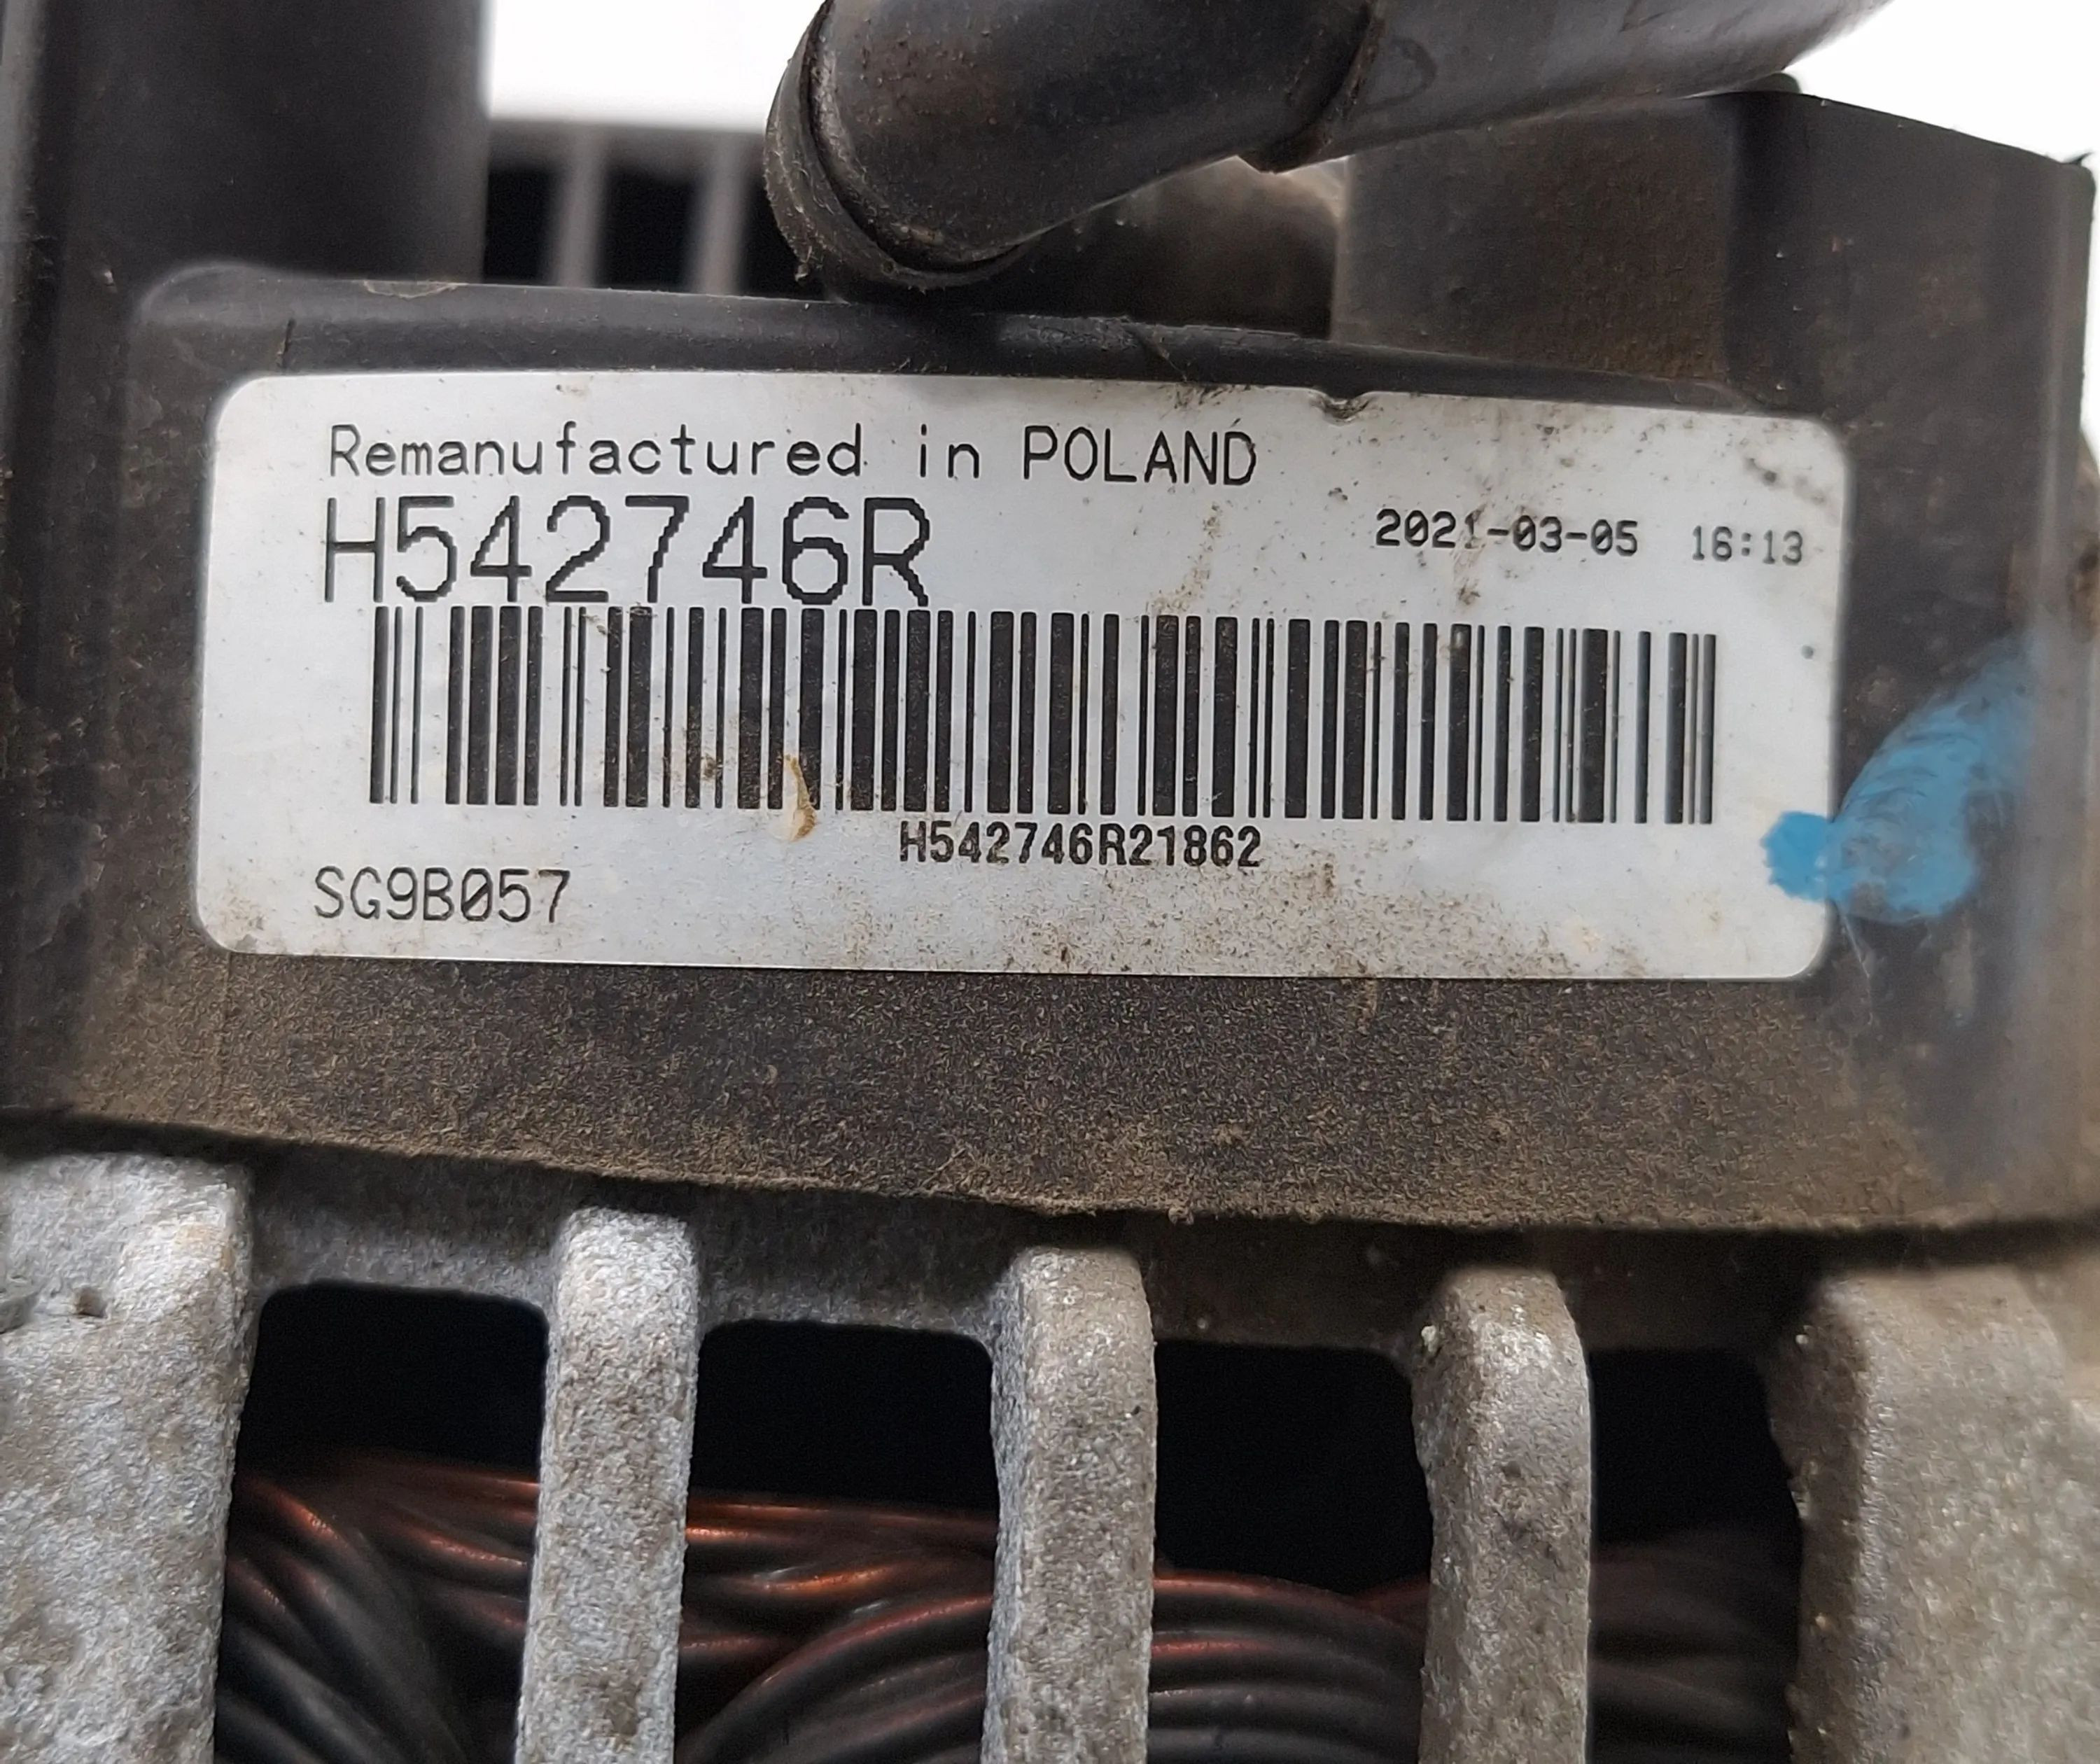 Remanufactured in POLAND
H542746R
2021-03-05 16:13
H542746R21862
SG9B057